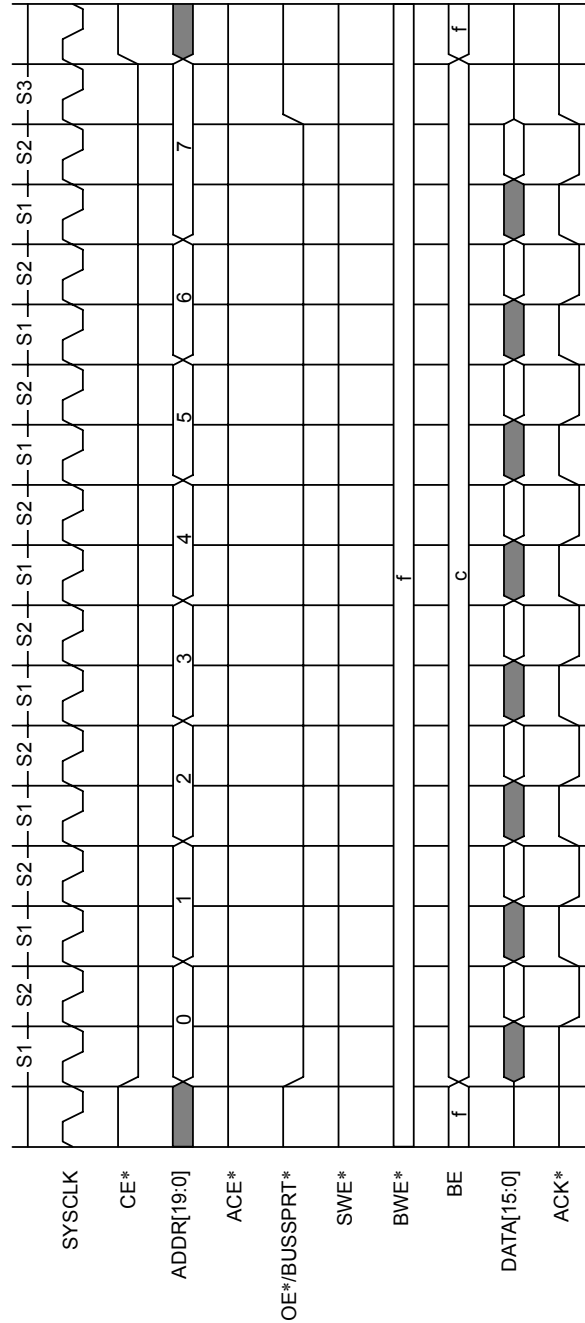 S1 S2 S1 S2 S1 S2 S1 S2 S1 S2 S1 S2 S1 S2 S1 S2 S3
SYSCLK
CE*
ADDR[19:0] 0 1 2 3 4 5 6 7
ACE*
OE*/BUSSPRT*
SWE*
BWE* f
BE f c f
DATA[15:0]
ACK*